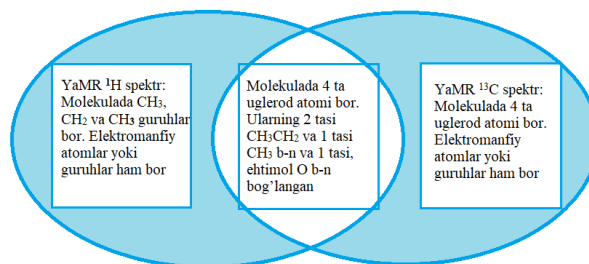 YaMR ¹H spektr:
Molekulada CH₃,
CH₂ va CH₃ guruhlar
bor. Elektromanfiy
atomlar yoki
guruhlar ham bor
Molekulada 4 ta
uglerod atomi bor.
Ularning 2 tasi
CH₃CH₂ va 1 tasi
CH₃ b-n va 1 tasi,
ehtimol O b-n
bog’langan
YaMR ¹³C spektr:
Molekulada 4 ta
uglerod atomi bor.
Elektromanfiy
atomlar yoki
guruhlar ham bor